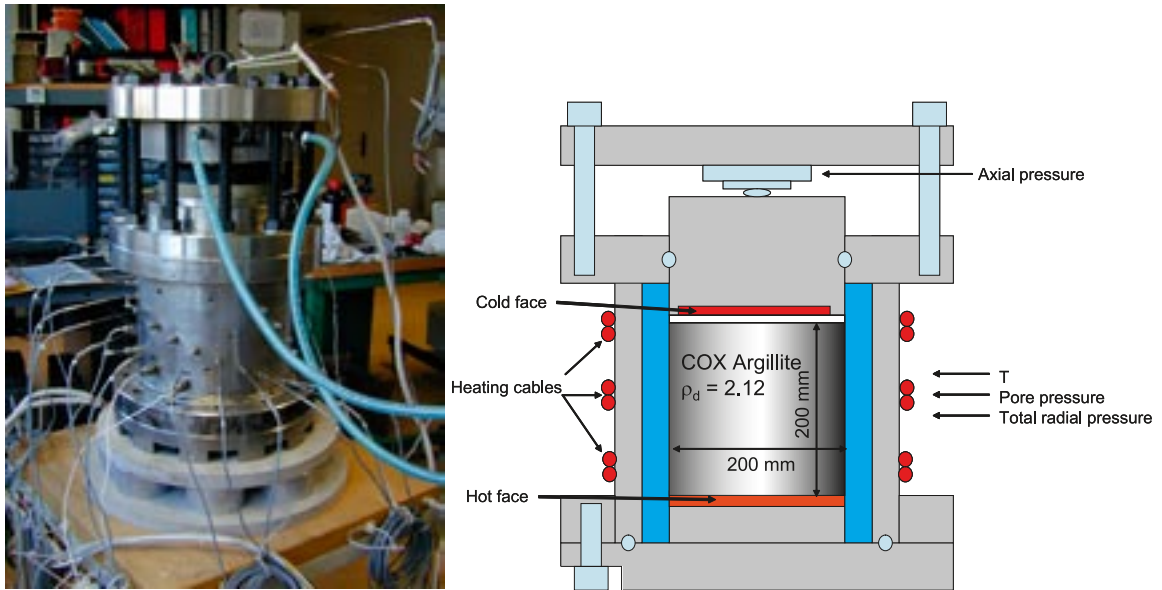 Axial pressure
Cold face
COX Argillite
ρd = 2.12
200 mm
Heating cables
T
Pore pressure
Total radial pressure
200 mm
Hot face